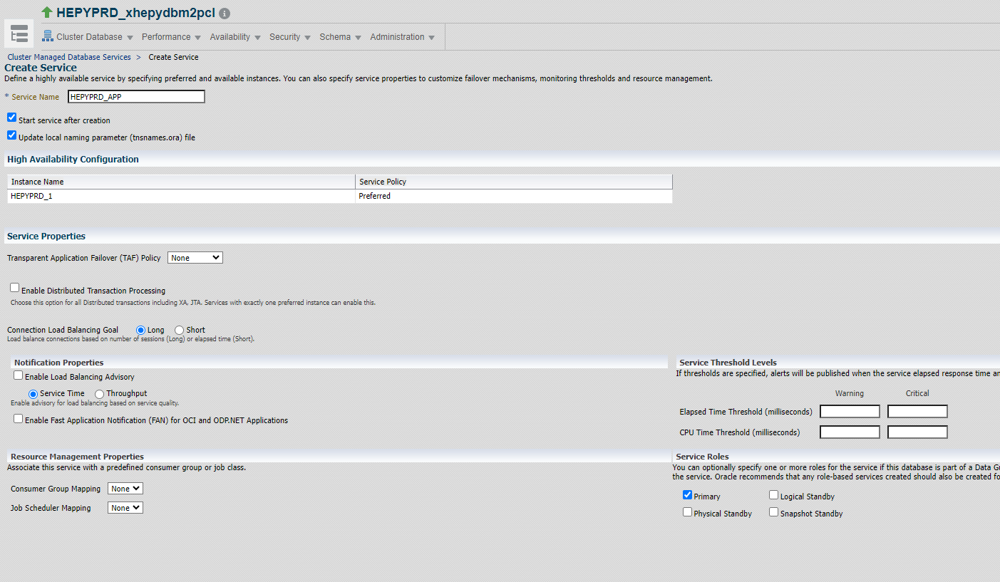 HEPYPRD_xhepydbm2pcl
Cluster Database Performance Availability Security Schema Administration
Cluster Managed Database Services > Create Service
Create Service
Define a highly available service by specifying preferred and available instances. You can also specify service properties to customize failover mechanisms, monitoring thresholds and resource management.
* Service Name HEPYPRD_APP
Start service after creation
Update local naming parameter (tnsnames.ora) file
High Availability Configuration
Instance Name Service Policy
HEPYPRD_1 Preferred
Service Properties
Transparent Application Failover (TAF) Policy None
Enable Distributed Transaction Processing
Choose this option for all Distributed transactions including XA, JTA. Services with exactly one preferred instance can enable this.
Connection Load Balancing Goal Long Short
Load balance connections based on number of sessions (Long) or elapsed time (Short).
Notification Properties
Enable Load Balancing Advisory
Service Time Throughput
Enable advisory for load balancing based on service quality.
Enable Fast Application Notification (FAN) for OCI and ODP.NET Applications
Service Threshold Levels
If thresholds are specified, alerts will be published when the service elapsed response time an
Warning Critical
Elapsed Time Threshold (milliseconds)
CPU Time Threshold (milliseconds)
Resource Management Properties
Associate this service with a predefined consumer group or job class.
Consumer Group Mapping None
Job Scheduler Mapping None
Service Roles
You can optionally specify one or more roles for the service if this database is part of a Data Gu
the service. Oracle recommends that any role-based services created should also be created fo
Primary Logical Standby
Physical Standby Snapshot Standby